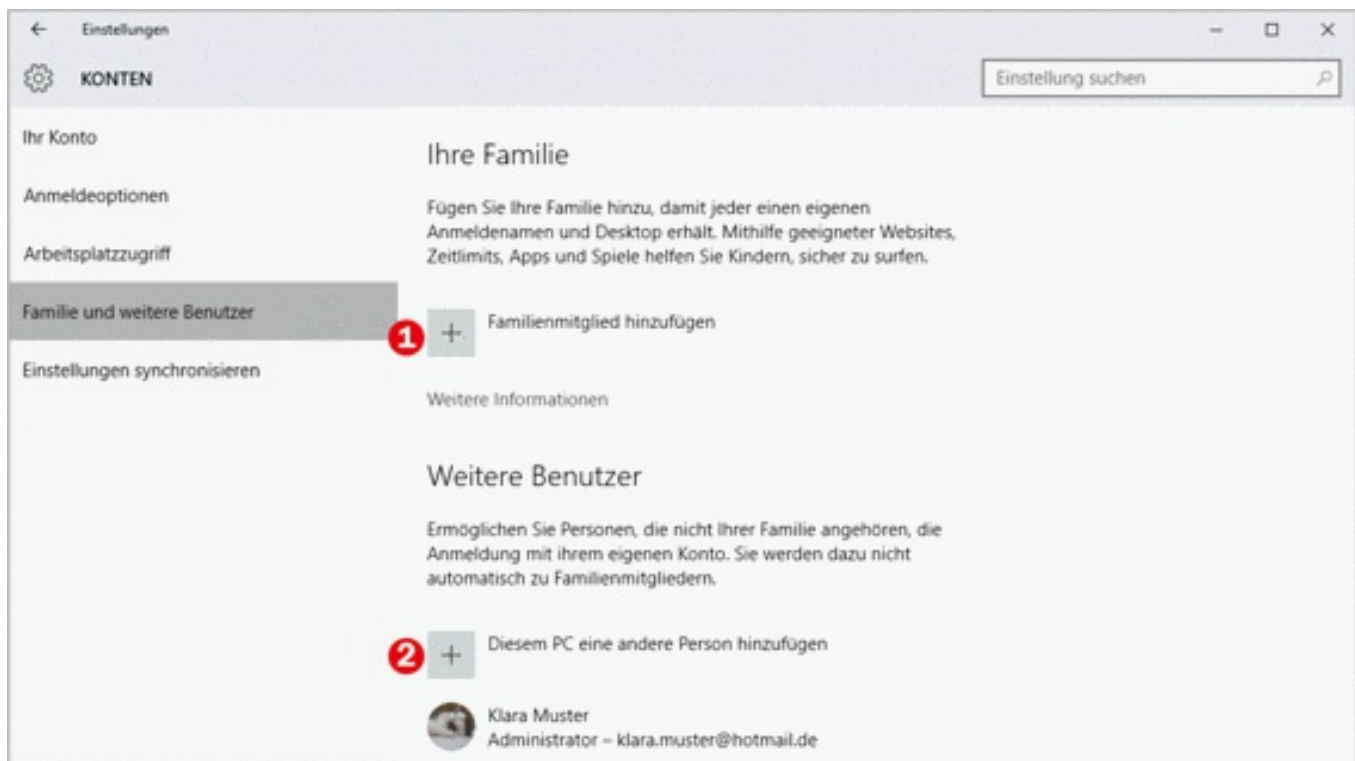 Einstellungen
KONTEN
Einstellung suchen
Ihr Konto
Anmeldeoptionen
Arbeitsplatzzugriff
Familie und weitere Benutzer
Einstellungen synchronisieren
Ihre Familie
Fügen Sie Ihre Familie hinzu, damit jeder einen eigenen
Anmeldenamen und Desktop erhält. Mithilfe geeigneter Websites,
Zeitlimits, Apps und Spiele helfen Sie Kindern, sicher zu surfen.
1
Familienmitglied hinzufügen
Weitere Informationen
Weitere Benutzer
Ermöglichen Sie Personen, die nicht Ihrer Familie angehören, die
Anmeldung mit ihrem eigenen Konto. Sie werden dazu nicht
automatisch zu Familienmitgliedern.
2
Diesem PC eine andere Person hinzufügen
Klara Muster
Administrator – klara.muster@hotmail.de